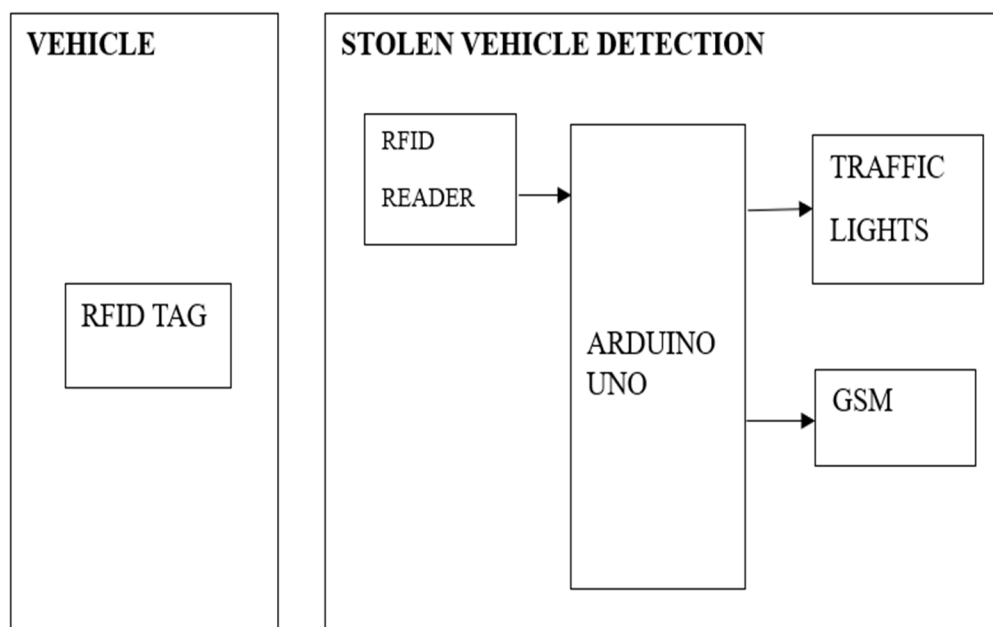 VEHICLE
RFID TAG
STOLEN VEHICLE DETECTION
RFID
READER
ARDUINO
UNO
TRAFFIC
LIGHTS
GSM